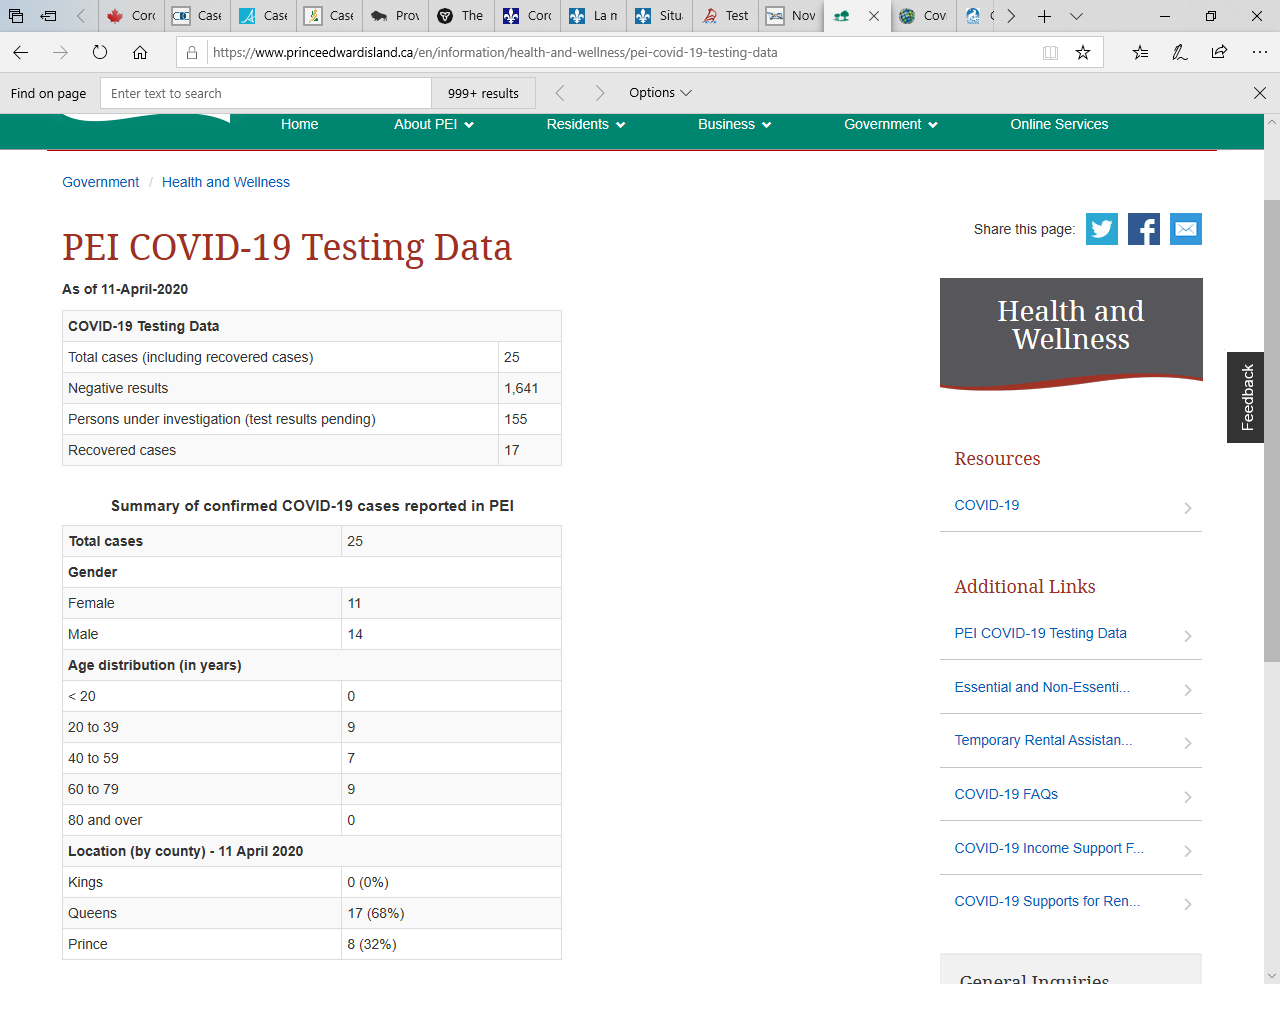 Corc
Case
Case
Case
Prov
The
Corc
La m
Situ
Test
Nov
Cov
https://www.princeedwardisland.ca/en/information/health-and-wellness/pei-covid-19-testing-data
Find on page
Enter text to search
999+ results
Options
Home
About PEI
Residents
Business
Government
Online Services
Government / Health and Wellness
Share this page:
PEI COVID-19 Testing Data
As of 11-April-2020
COVID-19 Testing Data
Total cases (including recovered cases) 25
Negative results 1,641
Persons under investigation (test results pending) 155
Recovered cases 17
Summary of confirmed COVID-19 cases reported in PEI
Total cases 25
Gender
Female 11
Male 14
Age distribution (in years)
< 20 0
20 to 39 9
40 to 59 7
60 to 79 9
80 and over 0
Location (by county) - 11 April 2020
Kings 0 (0%)
Queens 17 (68%)
Prince 8 (32%)
Health and
Wellness
Feedback
Resources
COVID-19
Additional Links
PEI COVID-19 Testing Data
Essential and Non-Essenti...
Temporary Rental Assistan...
COVID-19 FAQs
COVID-19 Income Support F...
COVID-19 Supports for Ren...
General Inquiries